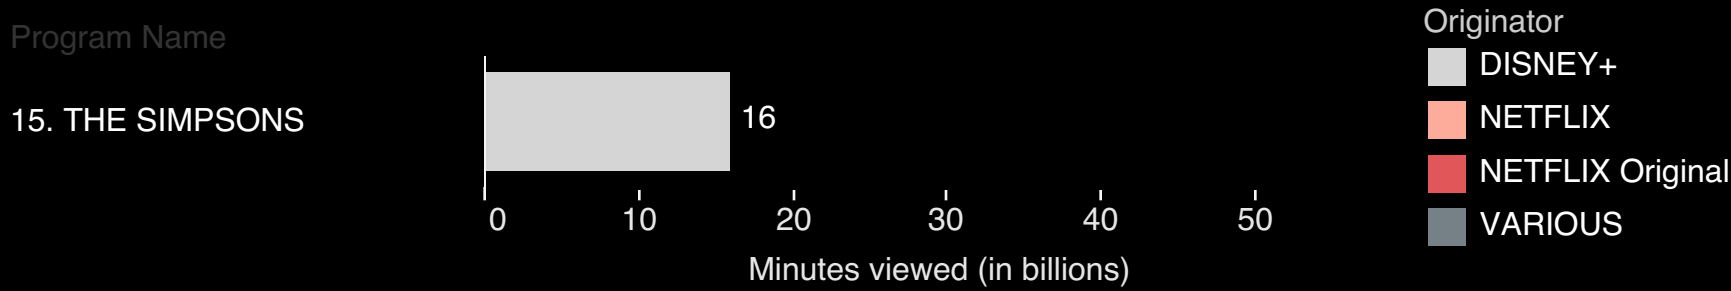 Program Name
15. THE SIMPSONS
16
0 10 20 30 40 50
Minutes viewed (in billions)
Originator
DISNEY+
NETFLIX
NETFLIX Original
VARIOUS